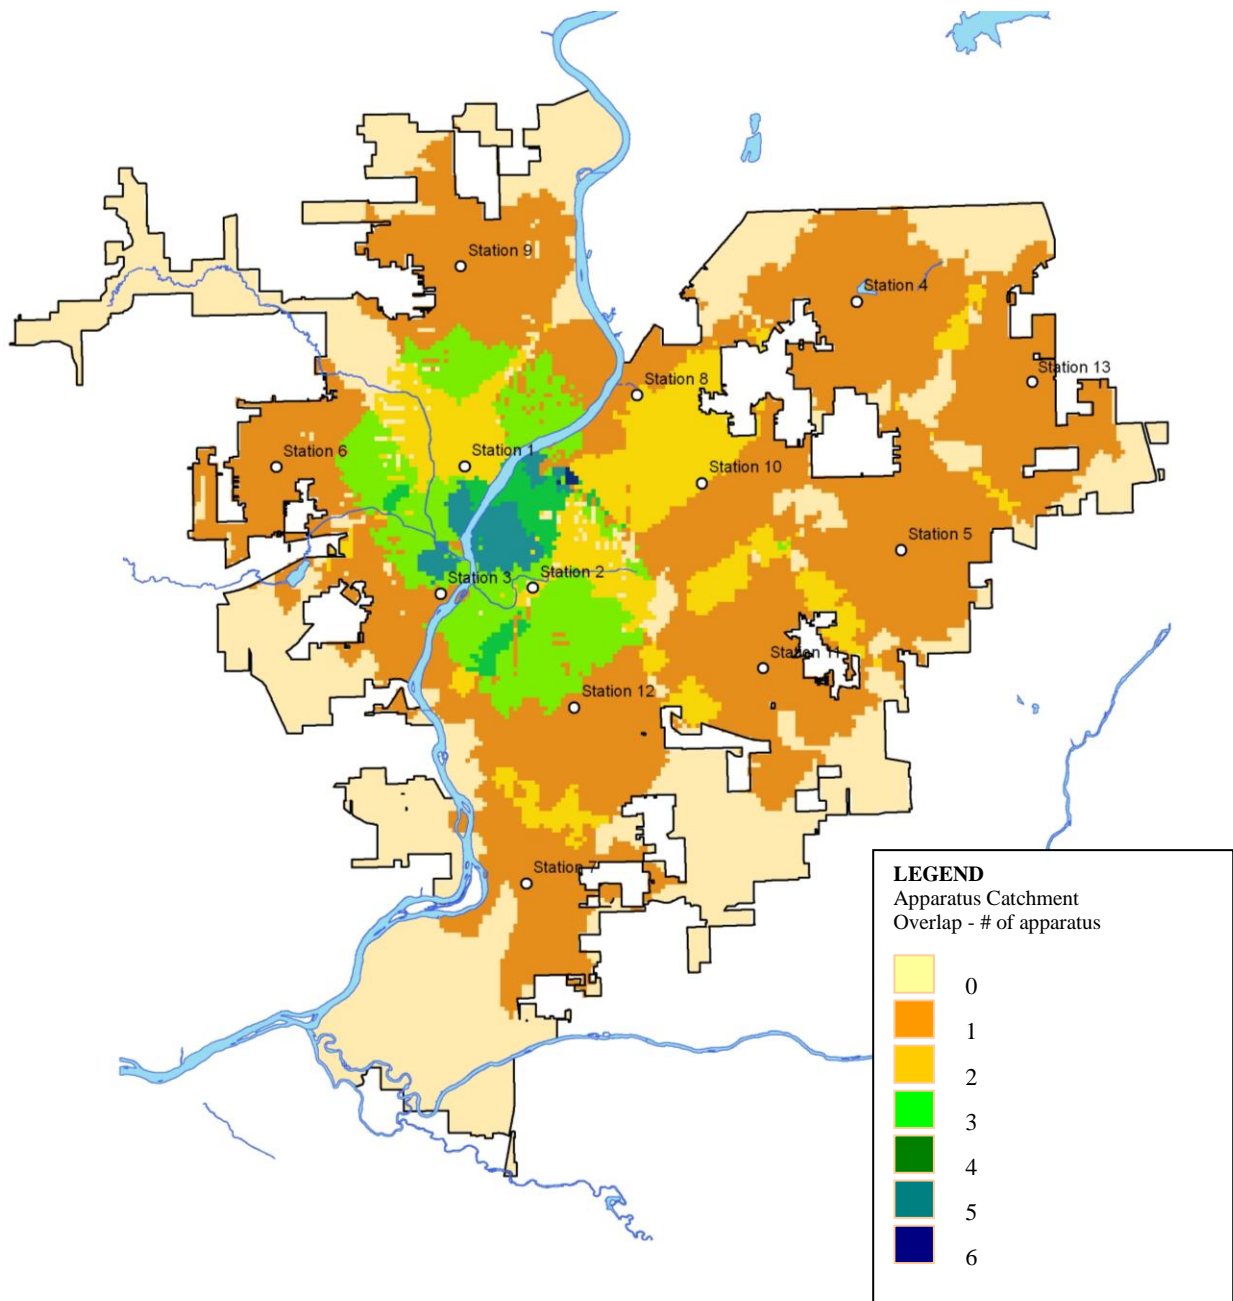 Station 9
Station 4
Station 13
Station 8
Station 1
Station 6
Station 10
Station 5
Station 3
Station 2
Station 11
Station 12
Station 7
LEGEND
Apparatus Catchment
Overlap - # of apparatus
0
1
2
3
4
5
6